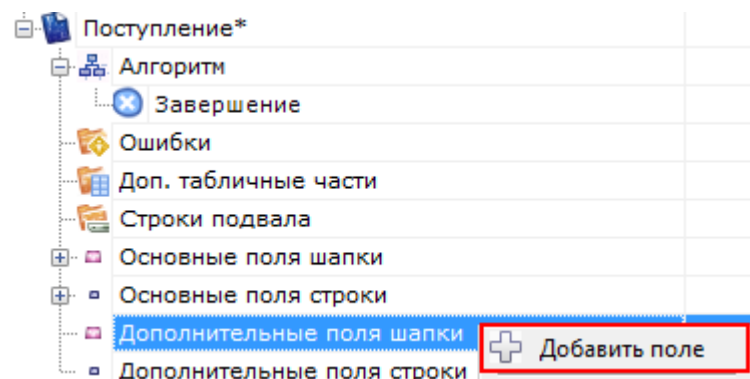 Поступление*
Алгоритм
Завершение
Ошибки
Доп. табличные части
Строки подвала
Основные поля шапки
Основные поля строки
Дополнительные поля шапки
Добавить поле
Дополнительные поля строки